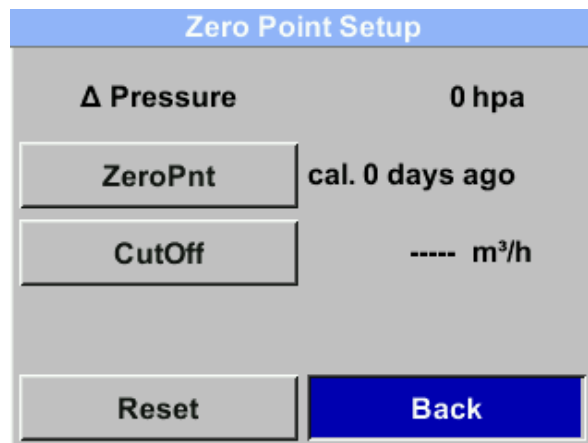 Zero Point Setup
Δ Pressure 0 hpa
ZeroPnt cal. 0 days ago
CutOff ----- m³/h
Reset Back